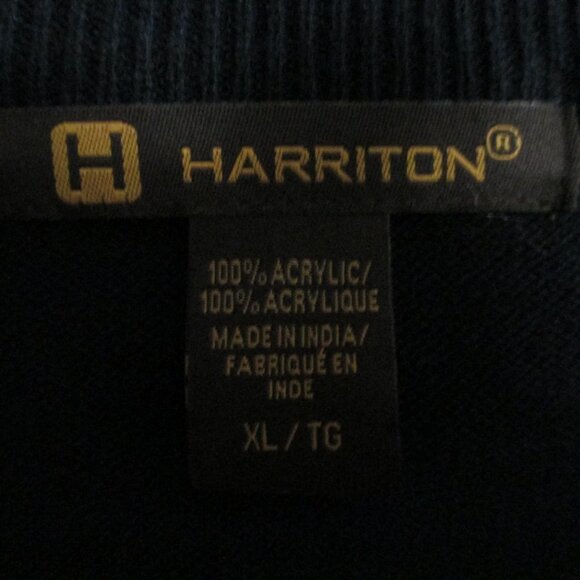 H HARRITON®
100% ACRYLIC/
100% ACRYLIQUE
MADE IN INDIA/
FABRIQUÉ EN
INDE
XL / TG